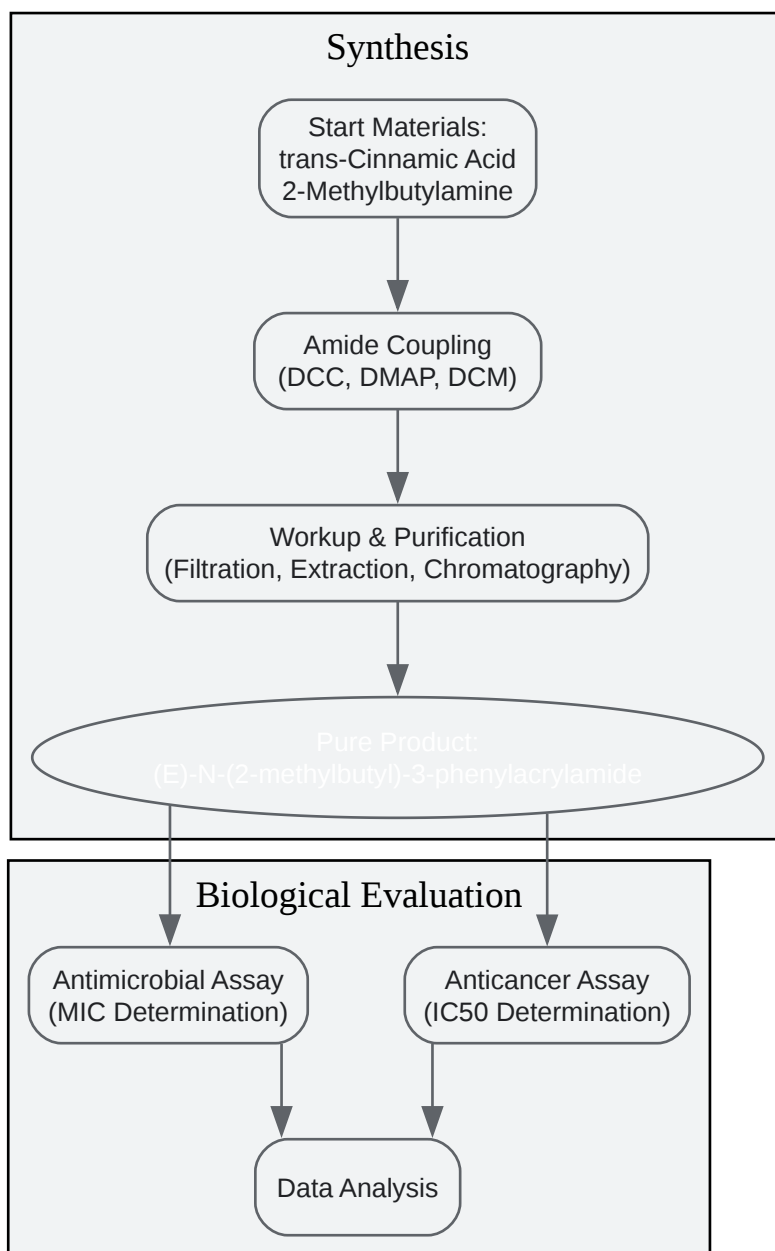 Synthesis
Start Materials:
trans-Cinnamic Acid
2-Methylbutylamine
Amide Coupling
(DCC, DMAP, DCM)
Workup & Purification
(Filtration, Extraction, Chromatography)
Pure Product:
(E)-N-(2-methylbutyl)-3-phenylacrylamide
Biological Evaluation
Antimicrobial Assay
(MIC Determination)
Anticancer Assay
(IC50 Determination)
Data Analysis